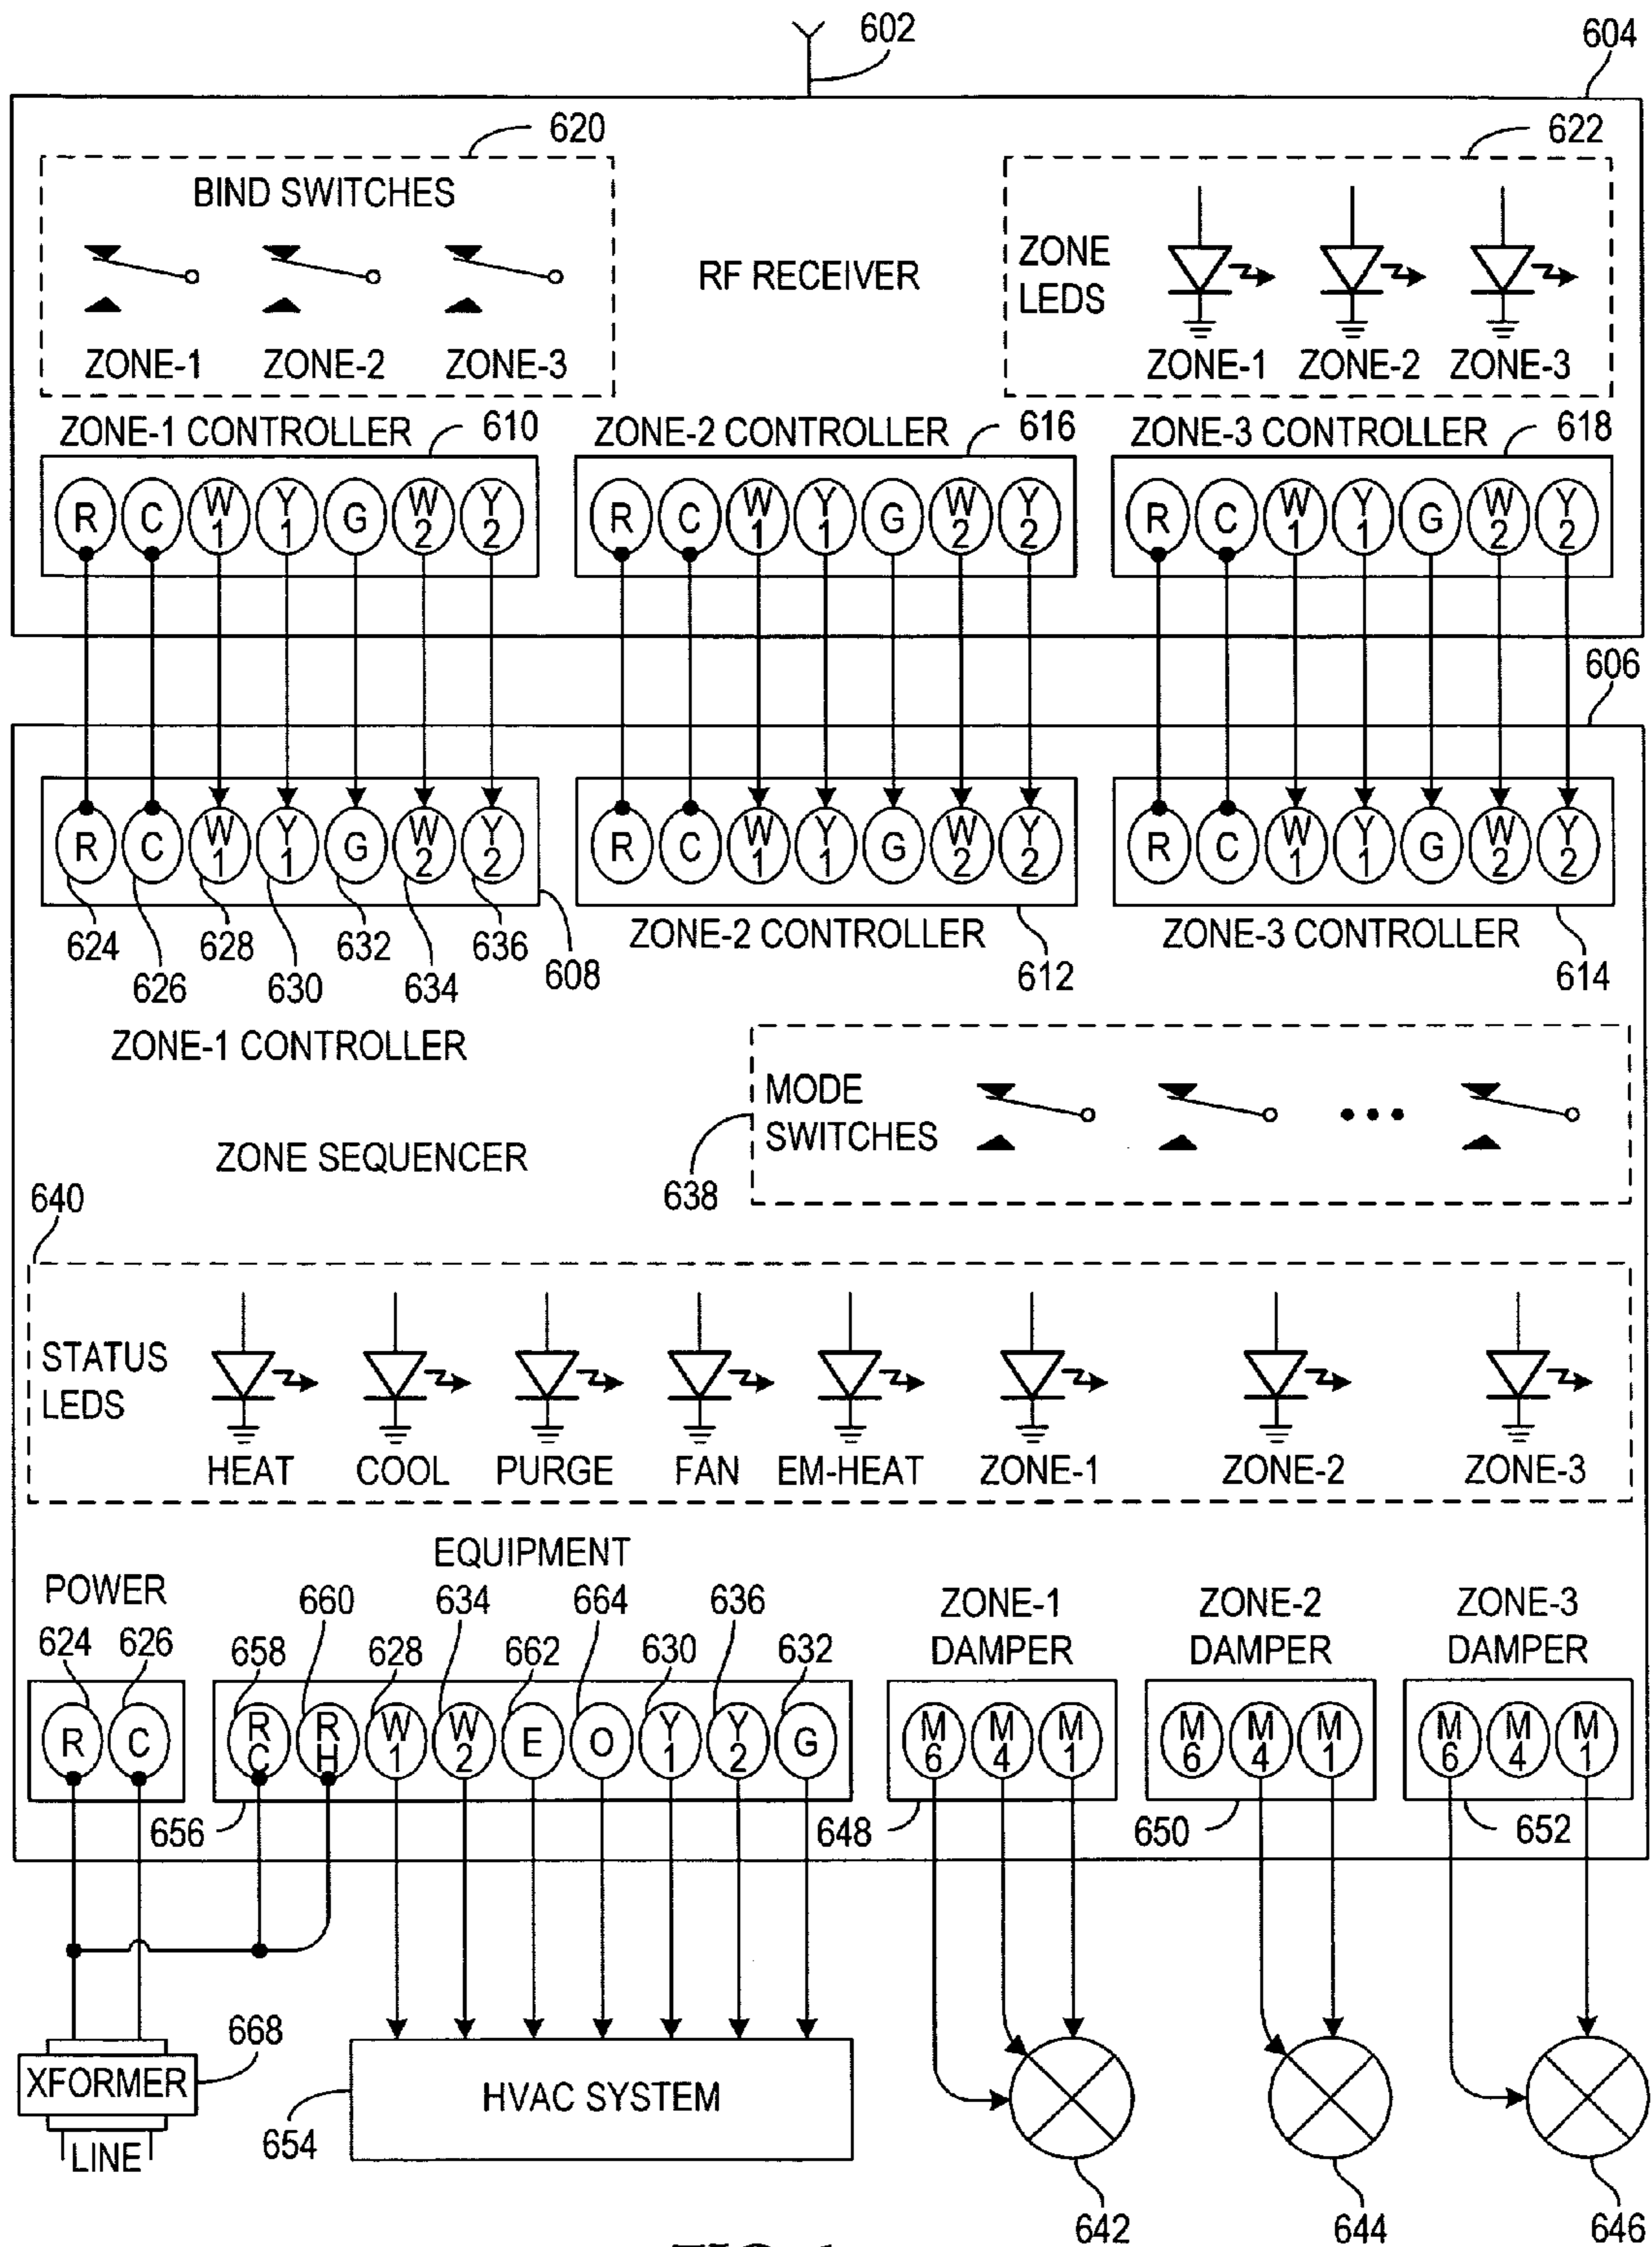 602
604
620
622
BIND SWITCHES
ZONE-1 ZONE-2 ZONE-3
RF RECEIVER
ZONE
LEDS
ZONE-1 ZONE-2 ZONE-3
ZONE-1 CONTROLLER 610
ZONE-2 CONTROLLER 616
ZONE-3 CONTROLLER 618
R C W1 Y1 G W2 Y2
R C W1 Y1 G W2 Y2
R C W1 Y1 G W2 Y2
606
R C W1 Y1 G W2 Y2
R C W1 Y1 G W2 Y2
R C W1 Y1 G W2 Y2
624 628 632 636
626 630 634 608
ZONE-1 CONTROLLER
ZONE-2 CONTROLLER
612
ZONE-3 CONTROLLER
614
MODE
SWITCHES
638
ZONE SEQUENCER
640
STATUS
LEDS
HEAT COOL PURGE FAN EM-HEAT ZONE-1 ZONE-2 ZONE-3
EQUIPMENT
POWER
624 626
658 660 628 634 662 664 630 636 632
ZONE-1
DAMPER
ZONE-2
DAMPER
ZONE-3
DAMPER
R C
RC RH W1 W2 E O Y1 Y2 G
M6 M4 M1
M6 M4 M1
M6 M4 M1
656
648
650
652
XFORMER
668
LINE
HVAC SYSTEM
654
642
644
646